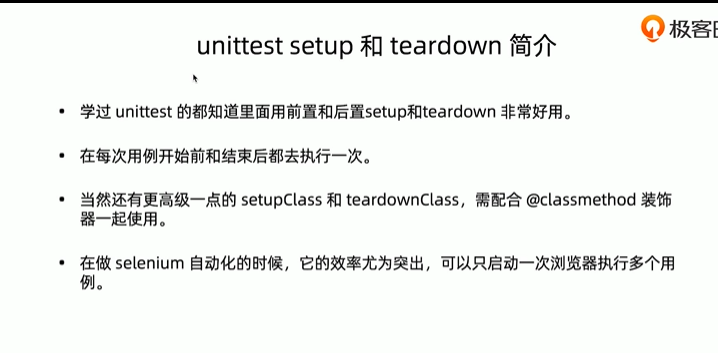 极客
unittest setup 和 teardown 简介
• 学过 unittest 的都知道里面用前置和后置setup和teardown 非常好用。
• 在每次用例开始前和结束后都去执行一次。
• 当然还有更高级一点的 setupClass 和 teardownClass，需配合 @classmethod 装饰
器一起使用。
• 在做 selenium 自动化的时候，它的效率尤为突出，可以只启动一次浏览器执行多个用
例。